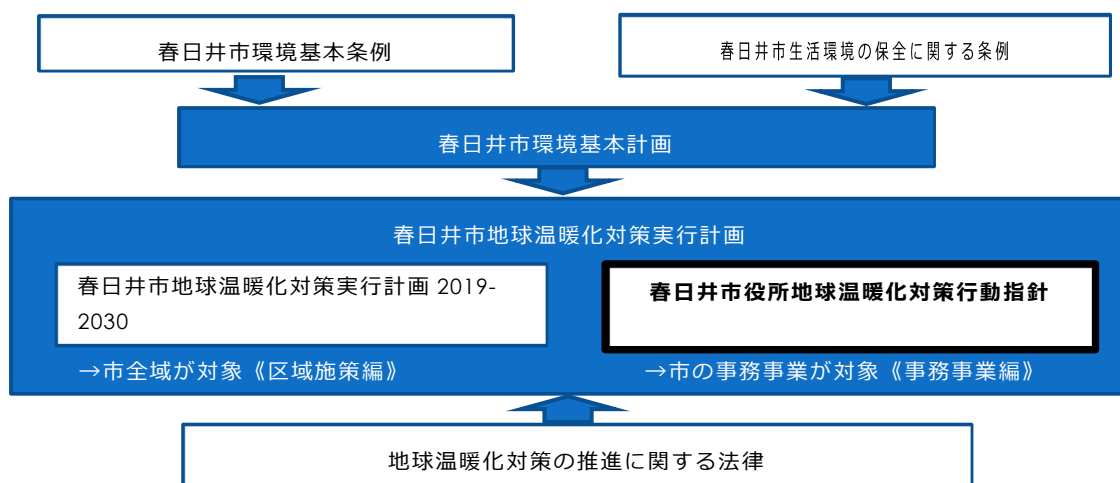 春日井市環境基本条例
春日井市生活環境の保全に関する条例
春日井市環境基本計画
春日井市地球温暖化対策実行計画
春日井市地球温暖化対策実行計画 2019-
2030
春日井市役所地球温暖化対策行動指針
→市全域が対象《区域施策編》
→市の事務事業が対象《事務事業編》
地球温暖化対策の推進に関する法律